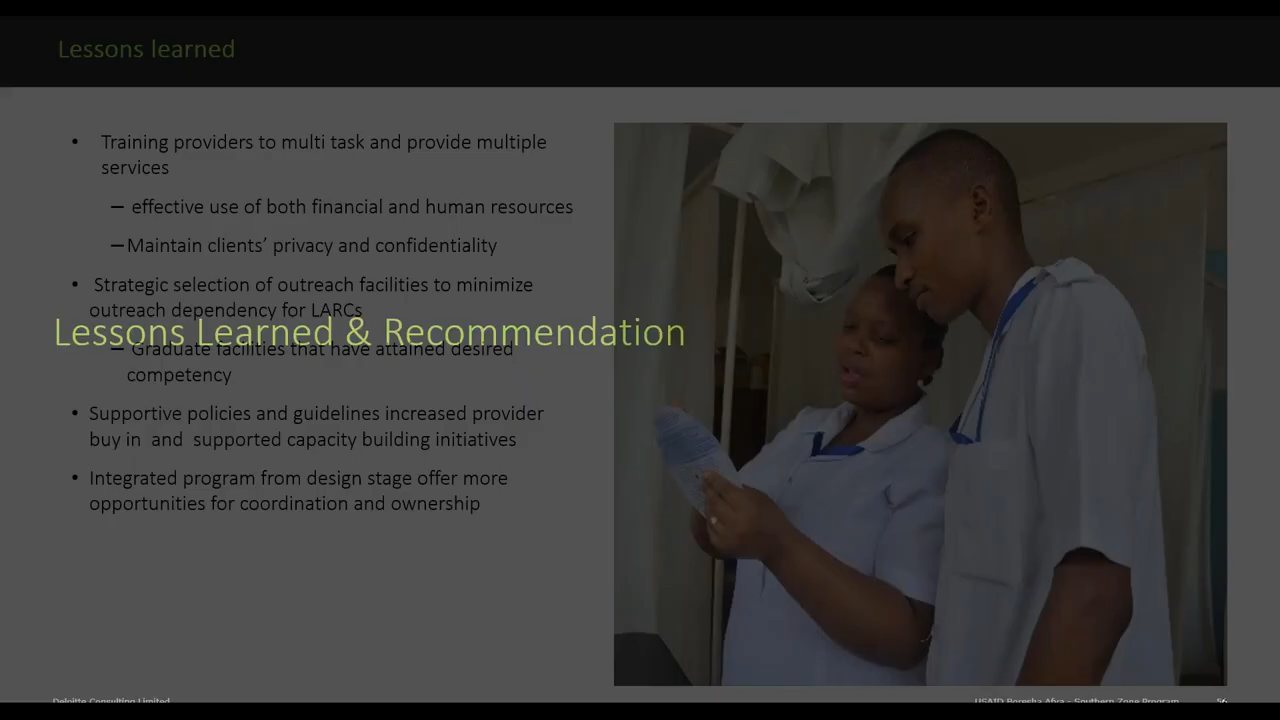 Lessons learned
• Training providers to multi task and provide multiple
services
– effective use of both financial and human resources
– Maintain clients’ privacy and confidentiality
• Strategic selection of outreach facilities to minimize
outreach dependency for LARCs
Lessons Learned & Recommendation
– Graduate facilities that have attained desired
competency
• Supportive policies and guidelines increased provider
buy in and supported capacity building initiatives
• Integrated program from design stage offer more
opportunities for coordination and ownership
Deloitte Consulting Limited
USAID Boresha Afya - Southern Zone Program
56